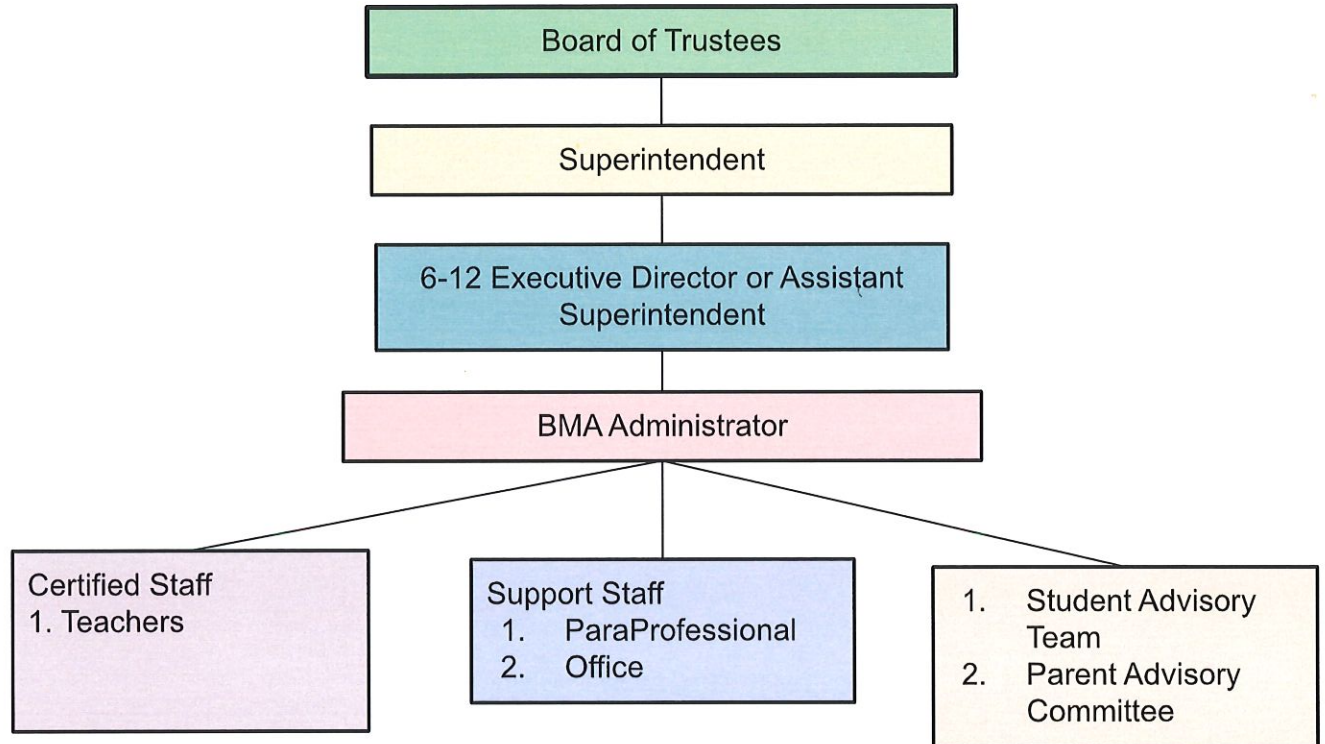 Board of Trustees
Superintendent
6-12 Executive Director or Assistant
Superintendent
BMA Administrator
Certified Staff
1. Teachers
Support Staff
1. ParaProfessional
2. Office
1. Student Advisory
Team
2. Parent Advisory
Committee